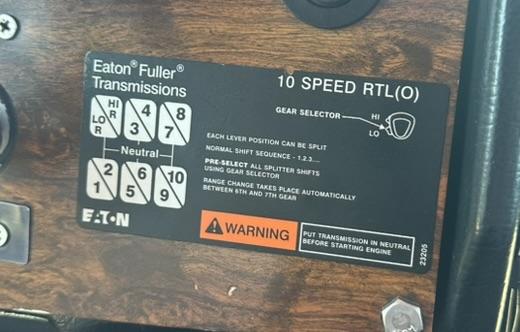 Eaton® Fuller®
Transmissions
10 SPEED RTL(O)
HI
R
LO
R
4
3
8
7
GEAR SELECTOR
HI
LO
Neutral
EACH LEVER POSITION CAN BE SPLIT
NORMAL SHIFT SEQUENCE - 1,2,3....
PRE-SELECT ALL SPLITTER SHIFTS
USING GEAR SELECTOR
RANGE CHANGE TAKES PLACE AUTOMATICALLY
BETWEEN 6TH AND 7TH GEAR
2
1
6
5
10
9
EATON
WARNING
PUT TRANSMISSION IN NEUTRAL
BEFORE STARTING ENGINE
23205